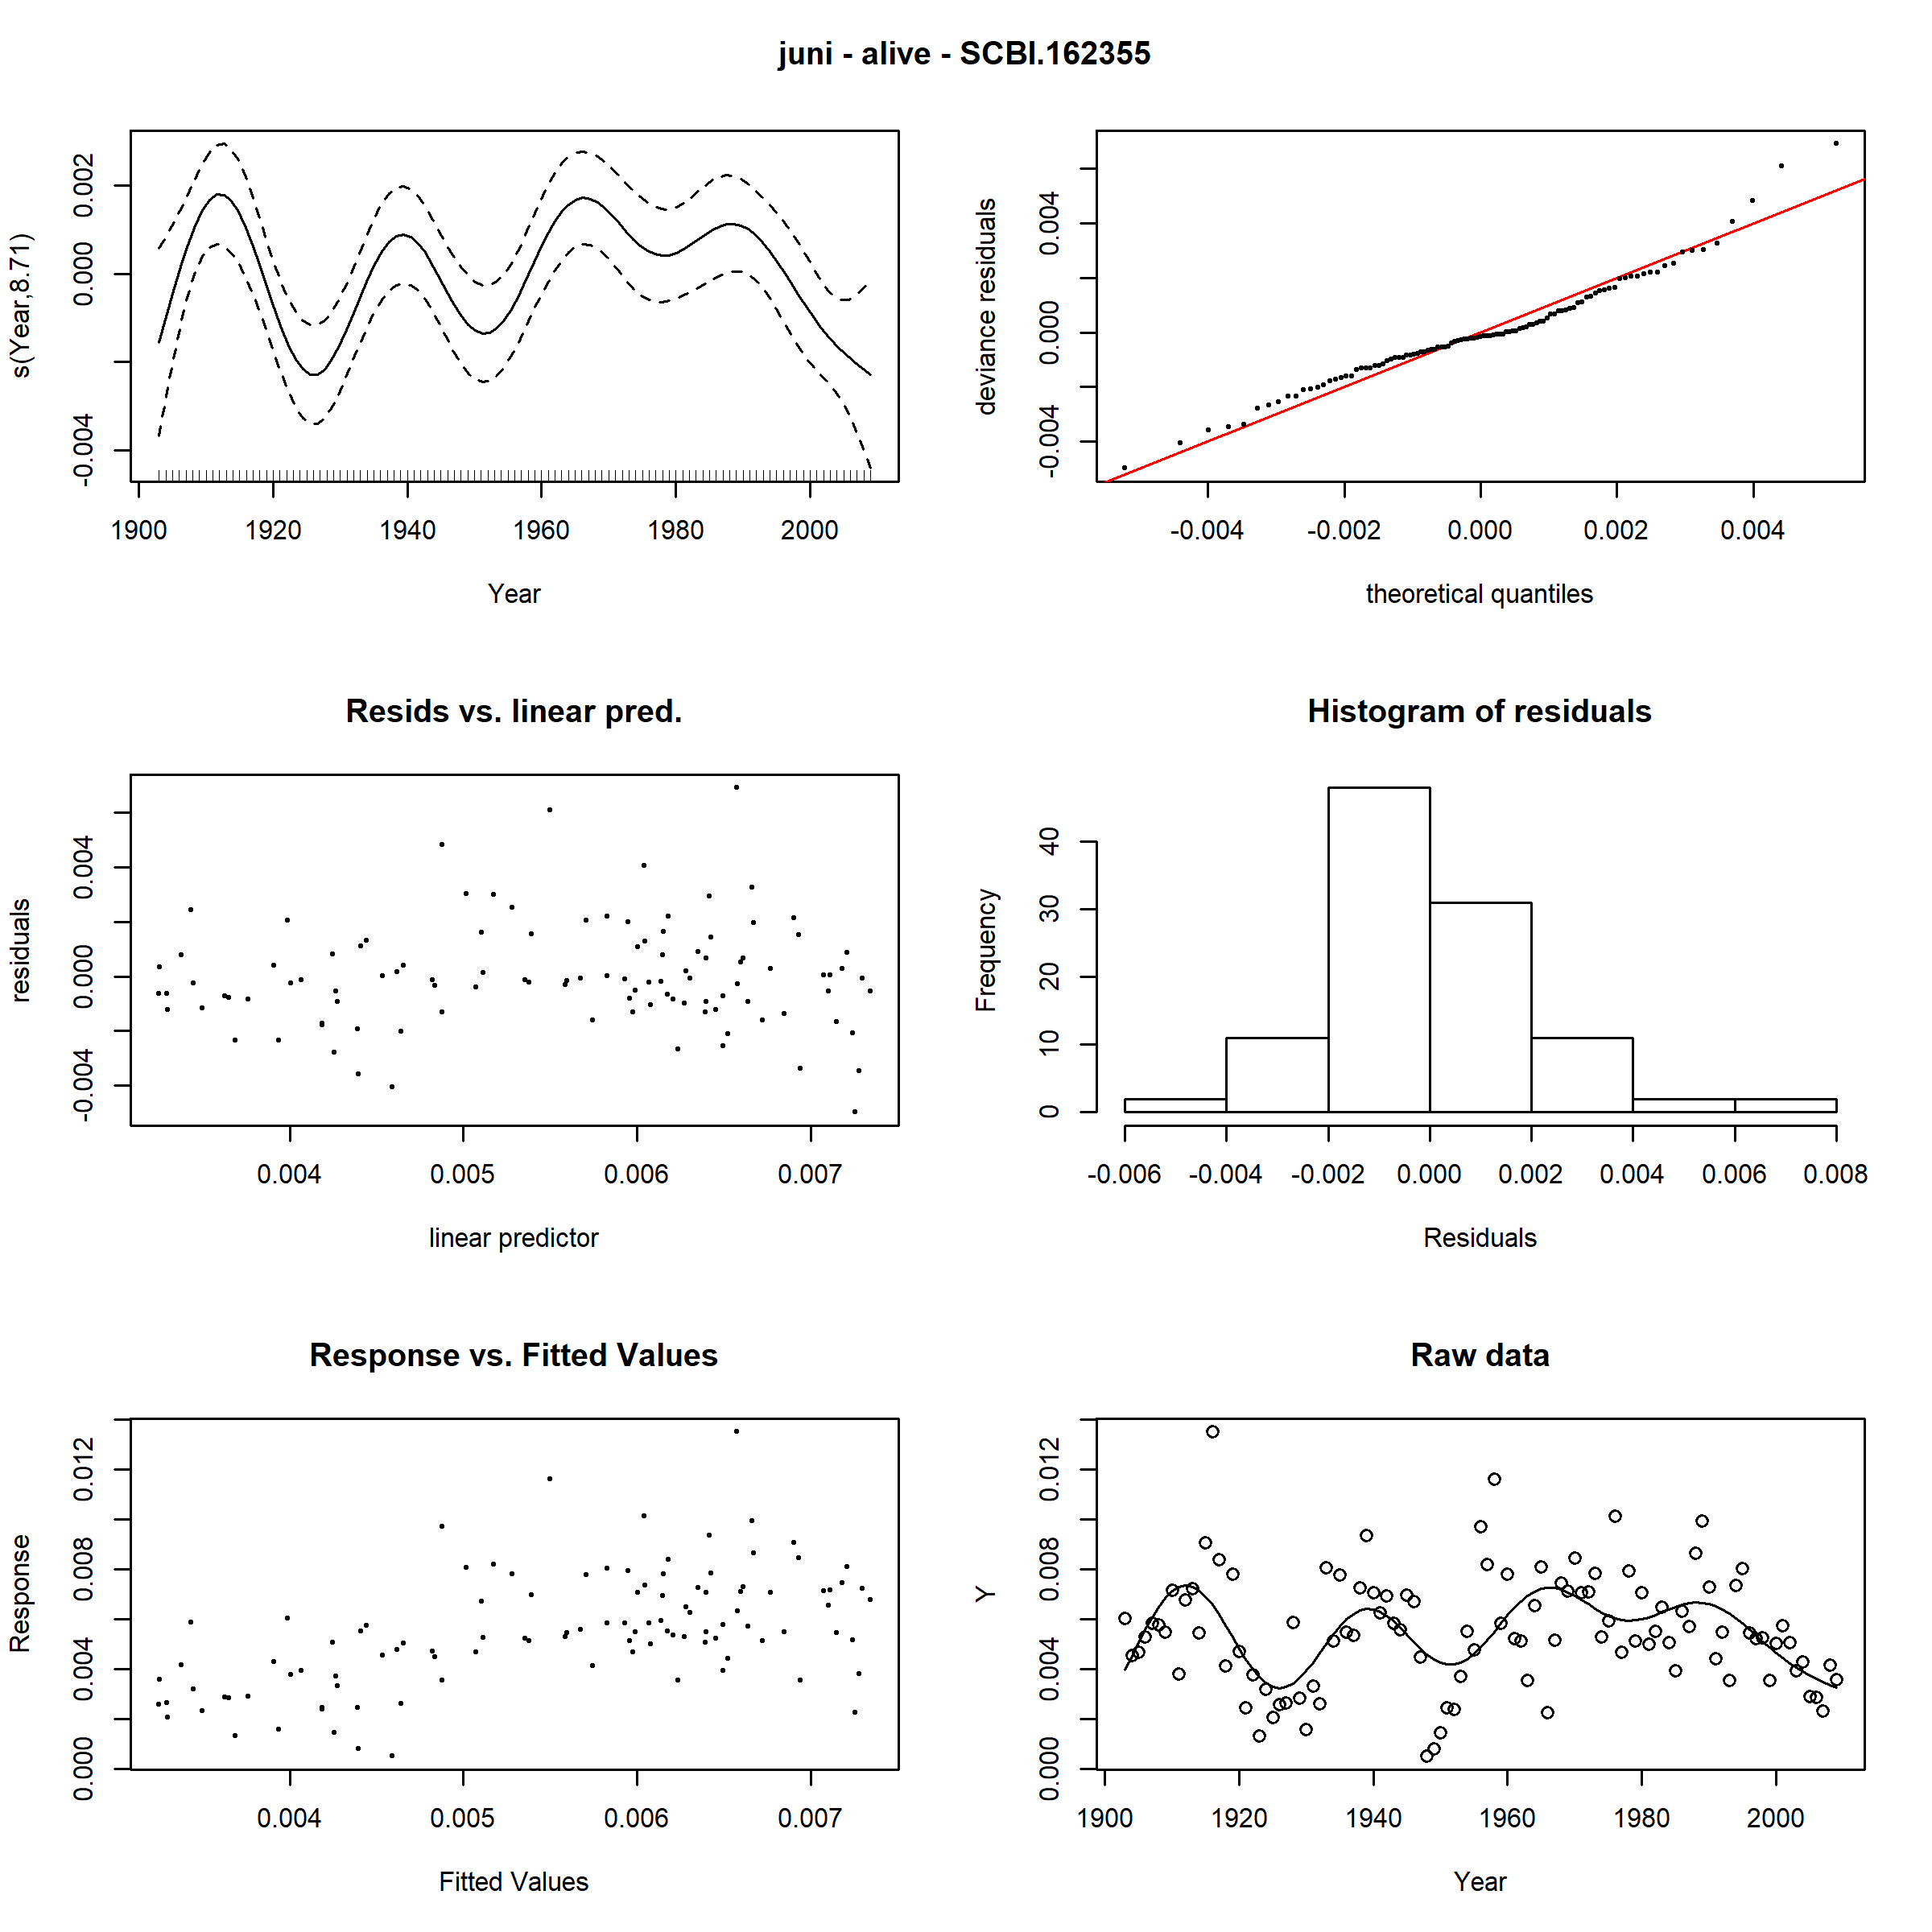 juni - alive - SCBI.162355
s(Year,8.71)
0.002
0.000
-0.004
1900 1920 1940 1960 1980 2000
Year
deviance residuals
0.004
0.000
-0.004
-0.004 -0.002 0.000 0.002 0.004
theoretical quantiles
Resids vs. linear pred.
residuals
0.004
0.000
-0.004
0.004 0.005 0.006 0.007
linear predictor
Histogram of residuals
Frequency
40
30
20
10
0
-0.006 -0.004 -0.002 0.000 0.002 0.004 0.006 0.008
Residuals
Response vs. Fitted Values
Response
0.012
0.008
0.004
0.000
0.004 0.005 0.006 0.007
Fitted Values
Raw data
Y
0.012
0.008
0.004
0.000
1900 1920 1940 1960 1980 2000
Year